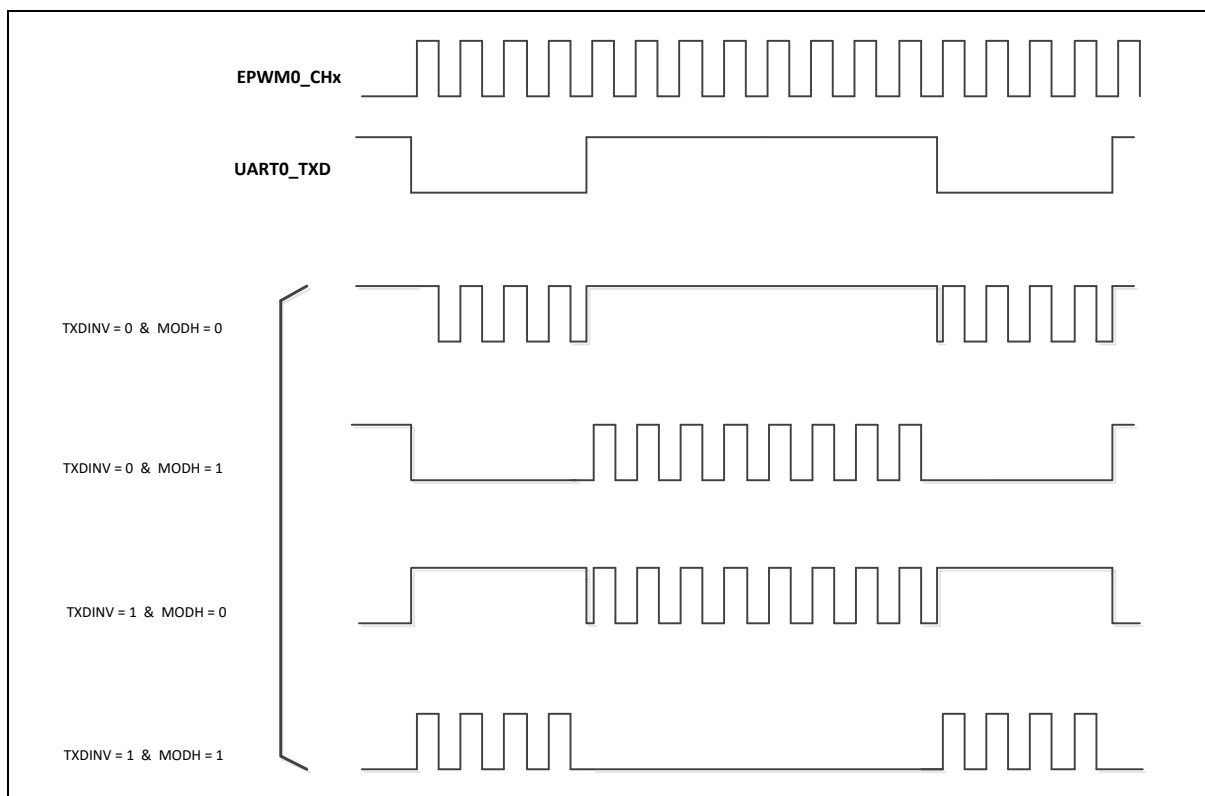 EPWM0_CHx
UART0_TXD
TXDINV = 0 & MODH = 0
TXDINV = 0 & MODH = 1
TXDINV = 1 & MODH = 0
TXDINV = 1 & MODH = 1